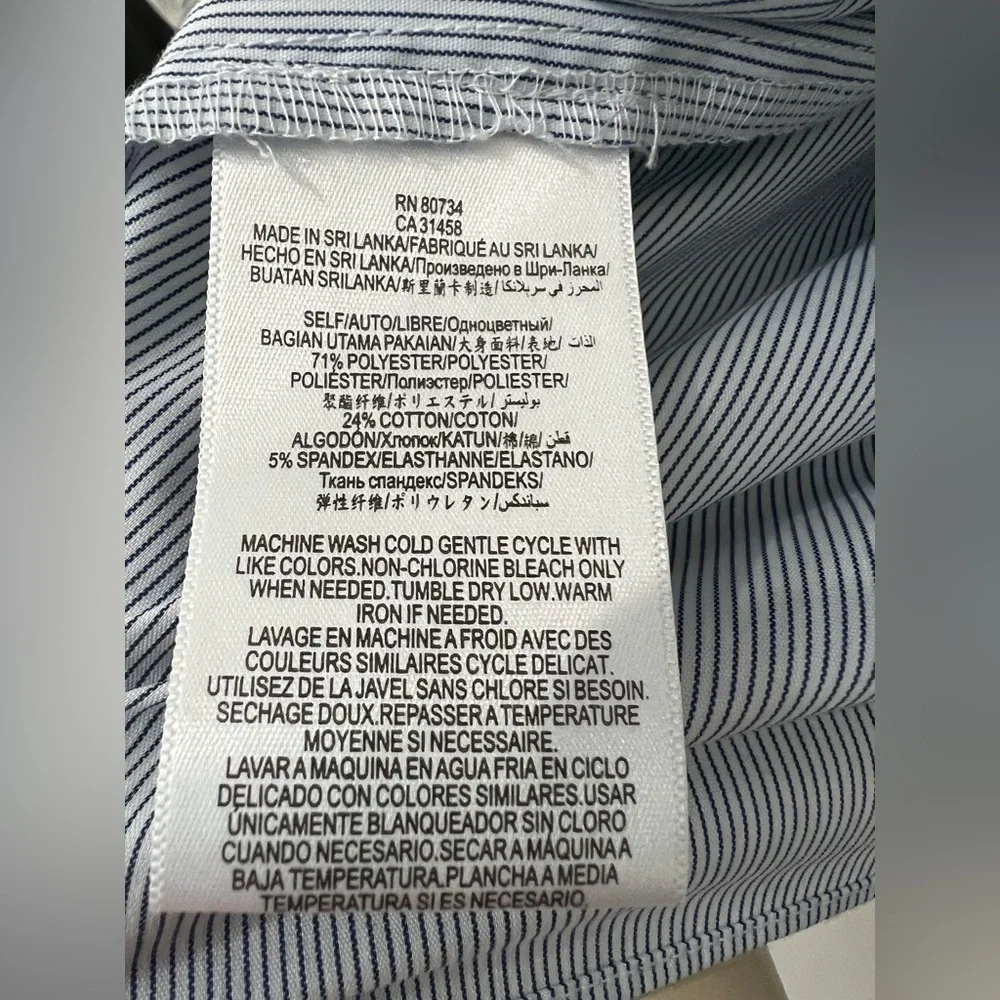 RN 80734
CA 31458
MADE IN SRI LANKA/FABRIQUÉ AU SRI LANKA/
HECHO EN SRI LANKA/Произведено в Шри-Ланка/
BUATAN SRILANKA/斯里蘭卡制造/المحرز في سريلانكا
SELF/AUTO/LIBRE/Одноцветный/
BAGIAN UTAMA PAKAIAN/大身面料/表地/ الذات
71% POLYESTER/POLYESTER/
POLIÉSTER/Полиэстер/POLIESTER/
聚酯纤维/ポリエステル/بوليستر
24% COTTON/COTON/
ALGODÓN/Хлопок/KATUN/棉/綿/ قطن
5% SPANDEX/ELASTHANNE/ELASTANO/
Ткань спандекс/SPANDEKS/
弹性纤维/ポリウレタン/سباندكس
MACHINE WASH COLD GENTLE CYCLE WITH
LIKE COLORS.NON-CHLORINE BLEACH ONLY
WHEN NEEDED.TUMBLE DRY LOW.WARM
IRON IF NEEDED.
LAVAGE EN MACHINE A FROID AVEC DES
COULEURS SIMILAIRES CYCLE DELICAT.
UTILISEZ DE LA JAVEL SANS CHLORE SI BESOIN.
SECHAGE DOUX.REPASSER A TEMPERATURE
MOYENNE SI NECESSAIRE.
LAVAR A MAQUINA EN AGUA FRIA EN CICLO
DELICADO CON COLORES SIMILARES.USAR
ÚNICAMENTE BLANQUEADOR SIN CLORO
CUANDO NECESARIO.SECAR A MÁQUINA A
BAJA TEMPERATURA.PLANCHA A MEDIA
TEMPERATURA SI ES NECESARIO.